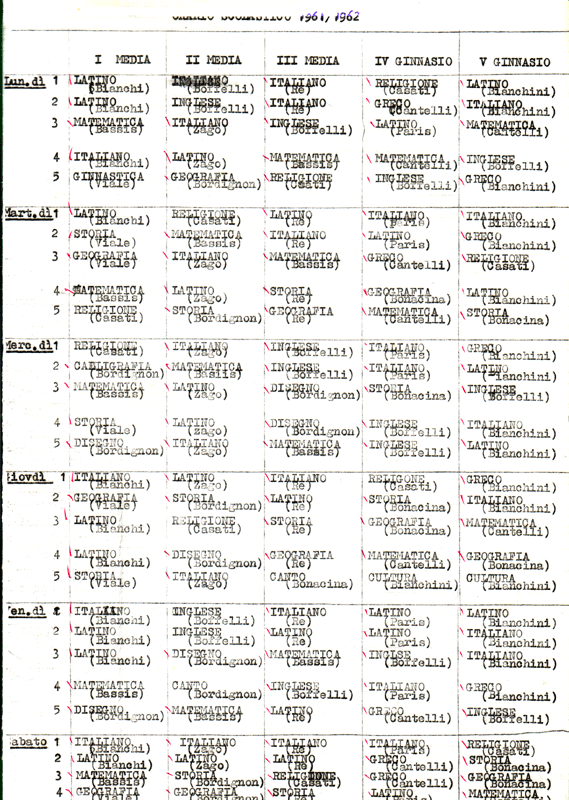 ORARIO SCOLASTICO 1961/1962
I MEDIA II MEDIA III MEDIA IV GINNASIO V GINNASIO
Lun.dì 1 LATINO ITALIANO ITALIANO RELIGIONE LATINO
(Bianchi) (Boffelli) (Re) (Casati) (Bianchini)
2 LATINO INGLESE ITALIANO GRECO ITALIANO
(Bianchi) (Boffelli) (Re) (Cantelli) (Bianchini)
3 MATEMATICA ITALIANO INGLESE LATINO MATEMATICA
(Bassis) (Zago) (Boffelli) (Paris) (Cantelli)
4 ITALIANO LATINO MATEMATICA MATEMATICA INGLESE
(Bianchi) (Zago) (Bassis) (Cantelli) (Boffelli)
5 GINNASTICA GEOGRAFIA RELIGIONE INGLESE GRECO
(Viale) (Bordignon) (Casati) (Boffelli) (Bianchini)
Mart.dì1 LATINO RELIGIONE LATINO ITALIANO ITALIANO
(Bianchi) (Casati) (Re) (Paris) (Bianchini)
2 STORIA MATEMATICA ITALIANO LATINO GRECO
(Viale) (Bassis) (Re) (Paris) (Bianchini)
3 GEOGRAFIA ITALIANO MATEMATICA GRECO RELIGIONE
(Viale) (Zago) (Bassis) (Cantelli) (Casati)
4 MATEMATICA LATINO STORIA GEOGRAFIA LATINO
(Bassis) (Zago) (Re) (Bonacina) (Bianchini)
5 RELIGIONE STORIA GEOGRAFIA MATEMATICA STORIA
(Casati) (Bordignon) (Re) (Cantelli) (Bonacina)
Merc.dì1 RELIGIONE ITALIANO INGLESE ITALIANO GRECO
(Casati) (Zago) (Boffelli) (Paris) (Bianchini)
2 CALLIGRAFIA MATEMATICA INGLESE ITALIANO LATINO
(Bordignon) (Bassis) (Boffelli) (Paris) (Bianchini)
3 MATEMATICA LATINO DISEGNO STORIA INGLESE
(Bassis) (Zago) (Bordignon) (Bonacina) (Boffelli)
4 STORIA LATINO DISEGNO INGLESE ITALIANO
(Viale) (Zago) (Bordignon) (Boffelli) (Bianchini)
5 DISEGNO ITALIANO MATEMATICA INGLESE LATINO
(Bordignon) (Zago) (Bassis) (Boffelli) (Bianchini)
Giovdì 1 ITALIANO LATINO ITALIANO RELIGONE GRECO
(Bianchi) (Zago) (Re) (Casati) (Bianchini)
2 GEOGRAFIA STORIA LATINO STORIA ITALIANO
(Viale) (Bordignon) (Re) (Bonacina) (Bianchini)
3 LATINO RELIGIONE STORIA GEOGRAFIA MATEMATICA
(Bianchi) (Casati) (Re) (Bonacina) (Cantelli)
4 LATINO DISEGNO GEOGRAFIA MATEMATICA GEOGRAFIA
(Bianchi) (Bordignon) (Re) (Cantelli) (Bonacina)
5 STORIA ITALIANO CANTO CULTURA CULTURA
(Viale) (Zago) (Bonacina) (Bianchini) (Bianchini)
Ven.dì 1 ITALIANO INGLESE ITALIANO LATINO LATINO
(Bianchi) (Boffelli) (Re) (Paris) (Bianchini)
2 LATINO INGLESE LATINO LATINO ITALIANO
(Bianchi) (Boffelli) (Re) (Paris) (Bianchini)
3 LATINO DISEGNO MATEMATICA INGLSE ITALIANO
(Bianchi) (Bordignon) (Bassis) (Boffelli) (Bianchini)
4 MATEMATICA CANTO INGLESE ITALIANO GRECO
(Bassis) (Bordignon) (Boffelli) (Paris) (Bianchini)
5 DISEGNO MATEMATICA LATINO GRECO INGLESE
(Bordignon) (Bassis) (Re) (Cantelli) (Boffelli)
Sabato 1 ITALIANO ITALIANO ITALIANO ITALIANO RELIGIONE
(Bianchi) (Zago) (Re) (Paris) (Casati)
2 LATINO LATINO LATINO GRECO STORIA
(Bianchi) (Zago) (Re) (Cantelli) (Bonacina)
3 MATEMATICA STORIA RELIGIONE GRECO GEOGRAFIA
(Bassis) (Bordignon) (Casati) (Cantelli) (Bonacina)
4 GEOGRAFIA GEOGRAFIA STORIA LATINO MATEMATICA